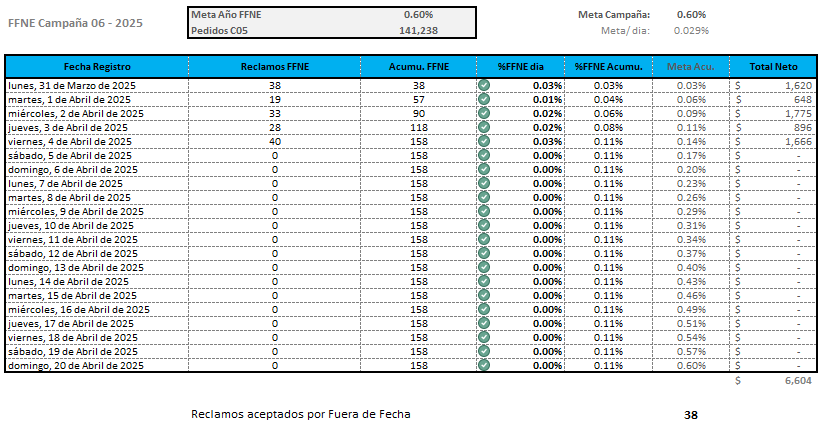 FFNE Campaña 06 - 2025
Meta Año FFNE 0.60%
Pedidos C05 141,238
Meta Campaña: 0.60%
Meta/ dia: 0.029%
Fecha Registro Reclamos FFNE Acumu. FFNE %FFNE dia %FFNE Acumu. Meta Acu. Total Neto
lunes, 31 de Marzo de 2025 38 38 0.03% 0.03% 0.03% $ 1,620
martes, 1 de Abril de 2025 19 57 0.01% 0.04% 0.06% $ 648
miércoles, 2 de Abril de 2025 33 90 0.02% 0.06% 0.09% $ 1,775
jueves, 3 de Abril de 2025 28 118 0.02% 0.08% 0.11% $ 896
viernes, 4 de Abril de 2025 40 158 0.03% 0.11% 0.14% $ 1,666
sábado, 5 de Abril de 2025 0 158 0.00% 0.11% 0.17% $ -
domingo, 6 de Abril de 2025 0 158 0.00% 0.11% 0.20% $ -
lunes, 7 de Abril de 2025 0 158 0.00% 0.11% 0.23% $ -
martes, 8 de Abril de 2025 0 158 0.00% 0.11% 0.26% $ -
miércoles, 9 de Abril de 2025 0 158 0.00% 0.11% 0.29% $ -
jueves, 10 de Abril de 2025 0 158 0.00% 0.11% 0.31% $ -
viernes, 11 de Abril de 2025 0 158 0.00% 0.11% 0.34% $ -
sábado, 12 de Abril de 2025 0 158 0.00% 0.11% 0.37% $ -
domingo, 13 de Abril de 2025 0 158 0.00% 0.11% 0.40% $ -
lunes, 14 de Abril de 2025 0 158 0.00% 0.11% 0.43% $ -
martes, 15 de Abril de 2025 0 158 0.00% 0.11% 0.46% $ -
miércoles, 16 de Abril de 2025 0 158 0.00% 0.11% 0.49% $ -
jueves, 17 de Abril de 2025 0 158 0.00% 0.11% 0.51% $ -
viernes, 18 de Abril de 2025 0 158 0.00% 0.11% 0.54% $ -
sábado, 19 de Abril de 2025 0 158 0.00% 0.11% 0.57% $ -
domingo, 20 de Abril de 2025 0 158 0.00% 0.11% 0.60% $ -
$ 6,604
Reclamos aceptados por Fuera de Fecha 38